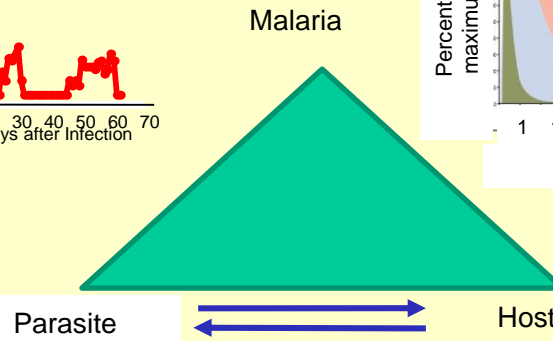 Malaria
Percent
maximu
30 40 50 60 70
ys after Infection
1
Parasite
Host